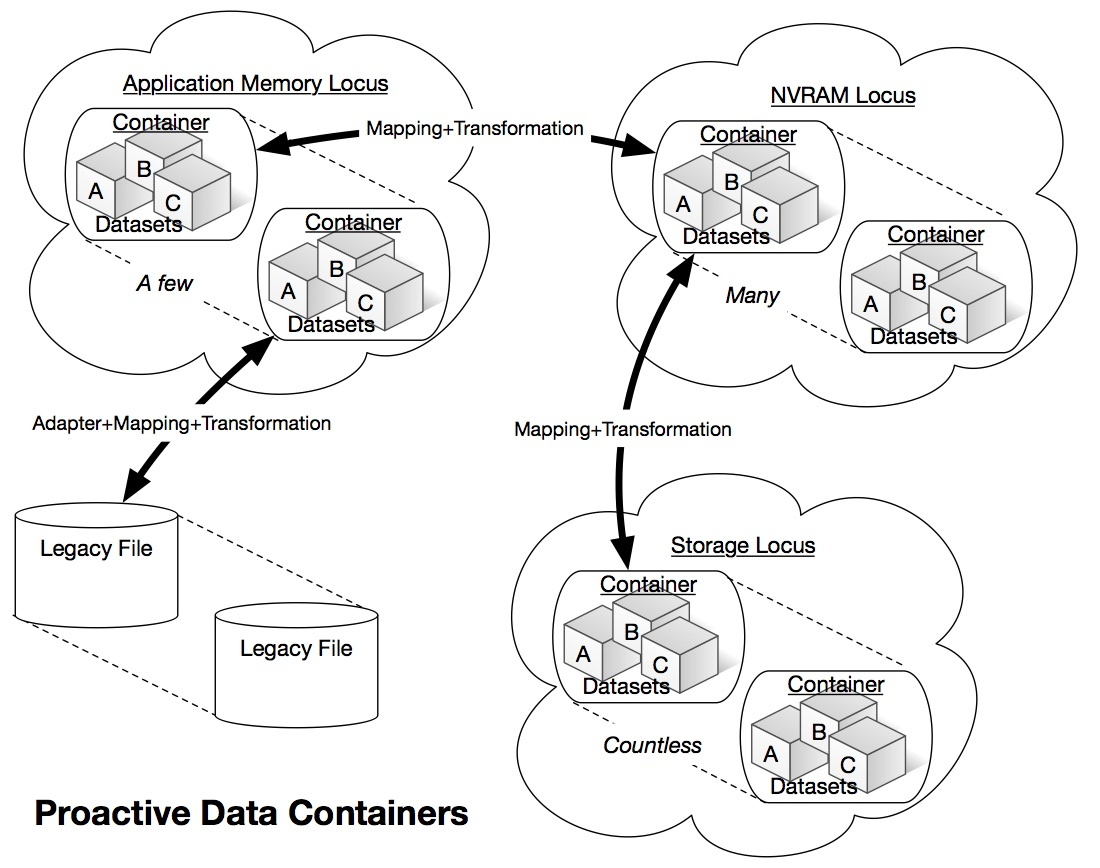 Application Memory Locus
Container
A
B
C
Datasets
A few
Container
A
B
C
Datasets
Mapping+Transformation
NVRAM Locus
Container
A
B
C
Datasets
Many
Container
A
B
C
Datasets
Adapter+Mapping+Transformation
Mapping+Transformation
Legacy File
Legacy File
Storage Locus
Container
A
B
C
Datasets
Countless
Container
A
B
C
Datasets
Proactive Data Containers